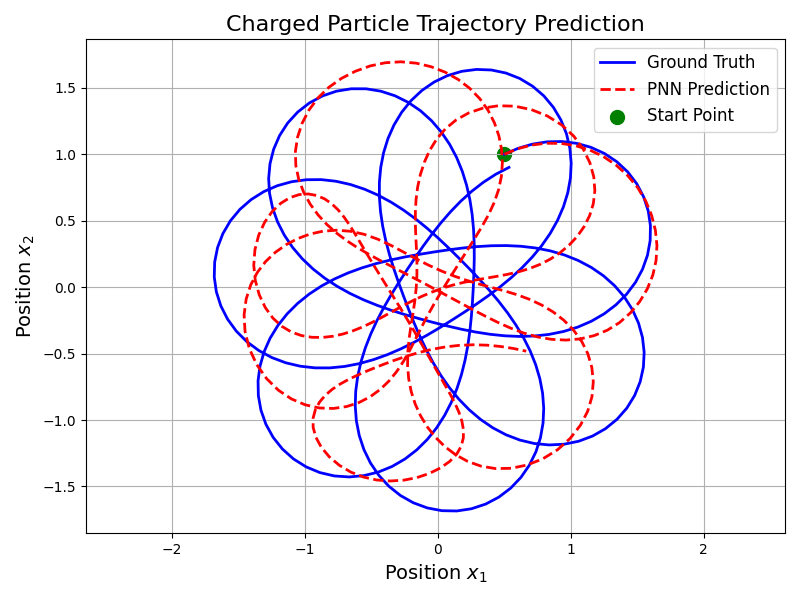 Charged Particle Trajectory Prediction
Ground Truth
PNN Prediction
Start Point
Position x₂
1.5
1.0
0.5
0.0
−0.5
−1.0
−1.5
−2
−1
0
1
2
Position x₁